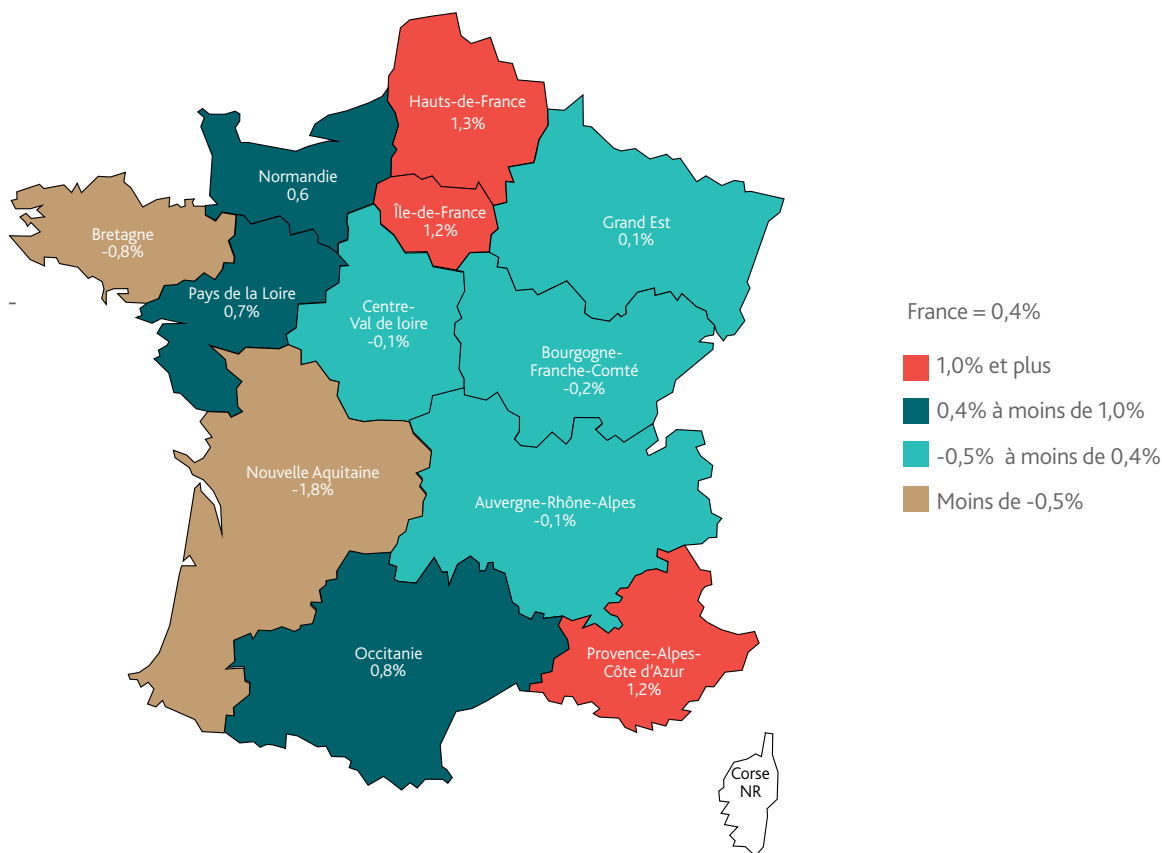 Hauts-de-France
1,3%
Normandie
0,6
Île-de-France
1,2%
Grand Est
0,1%
Bretagne
-0,8%
Pays de la Loire
0,7%
Centre-
Val de loire
-0,1%
Bourgogne-
Franche-Comté
-0,2%
Nouvelle Aquitaine
-1,8%
Auvergne-Rhône-Alpes
-0,1%
Occitanie
0,8%
Provence-Alpes-
Côte d'Azur
1,2%
Corse
NR
-
France = 0,4%
1,0% et plus
0,4% à moins de 1,0%
-0,5% à moins de 0,4%
Moins de -0,5%